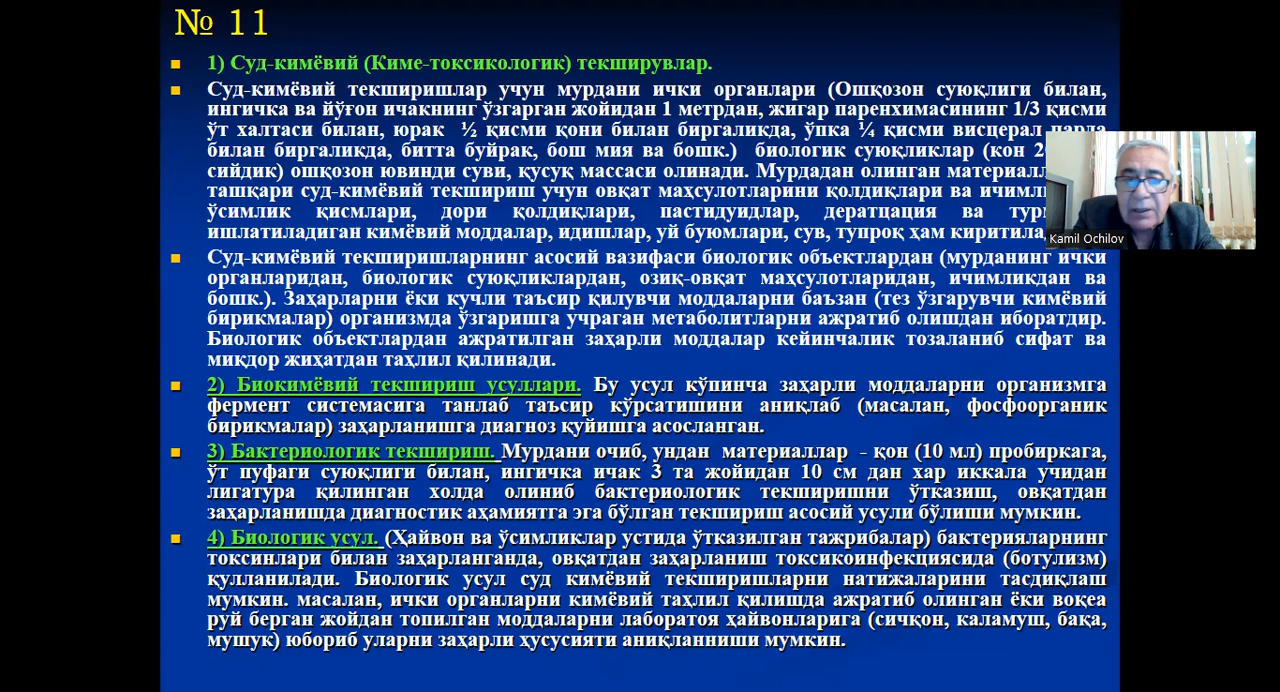 № 11
1) Суд-кимёвий (Киме-токсикологик) текширувлар.
Суд-кимёвий текширишлар учун мурдани ички органлари (Ошқозон суюқлиги билан,
ингичка ва йўғон ичакнинг ўзгарган жойидан 1 метрдан, жигар паренхимасининг 1/3 қисми
ўт халтаси билан, юрак ½ қисми қони билан биргаликда, ўпка ¼ қисми висцерал парда
билан биргаликда, битта буйрак, бош мия ва бошк.) биологик суюқликлар (кон
сийдик) ошқозон ювинди суви, қусуқ массаси олинади. Мурдадан олинган
ташқари суд-кимёвий текшириш учун овқат маҳсулотларини қолдиқлари ва
ўсимлик қисмлари, дори қолдиқлари, пастидуидлар, дератцация ва
ишлатиладиган кимёвий моддалар, идишлар, уй буюмлари, сув, тупроқ ҳам
Суд-кимёвий текширишларнинг асосий вазифаси биологик объектлардан (мурданинг ички
органларидан, биологик суюқликлардан, озиқ-овқат маҳсулотларидан, ичимликдан ва
бошк.). Заҳарларни ёки кучли таъсир қилувчи моддаларни баъзан (тез ўзгарувчи кимёвий
бирикмалар) организмда ўзгаришга учраган метаболитларни ажратиб олишдан иборатдир.
Биологик объектлардан ажратилган заҳарли моддалар кейинчалик тозаланиб сифат ва
миқдор жиҳатдан таҳлил қилинади.
2) Биокимёвий текшириш усуллари. Бу усул кўпинча заҳарли моддаларни организмга
фермент системасига танлаб таъсир кўрсатишини аниқлаб (масалан, фосфоорганик
бирикмалар) заҳарланишга диагноз қуйишга асосланган.
3) Бактериологик текшириш. Мурдани очиб, ундан материаллар - қон (10 мл) пробиркага,
ўт пуфаги суюқлиги билан, ингичка ичак 3 та жойидан 10 см дан хар иккала учидан
лигатура қилинган холда олиниб бактериологик текширишни ўтказиш, овқатдан
заҳарланишда диагностик аҳамиятга эга бўлган текшириш асосий усули бўлиши мумкин.
4) Биологик усул. (Ҳайвон ва ўсимликлар устида ўтказилган тажрибалар) бактерияларнинг
токсинлари билан заҳарланганда, овқатдан заҳарланиш токсикоинфекциясида (ботулизм)
қулланилади. Биологик усул суд кимёвий текширишларни натижаларини тасдиқлаш
мумкин. масалан, ички органларни кимёвий таҳлил қилишда ажратиб олинган ёки воқеа
руй берган жойдан топилган моддаларни лаборатоя ҳайвонларига (сичқон, каламуш, бақа,
мушук) юбориб уларни заҳарли ҳусусияти аниқланниши мумкин.
Kamil Ochilov